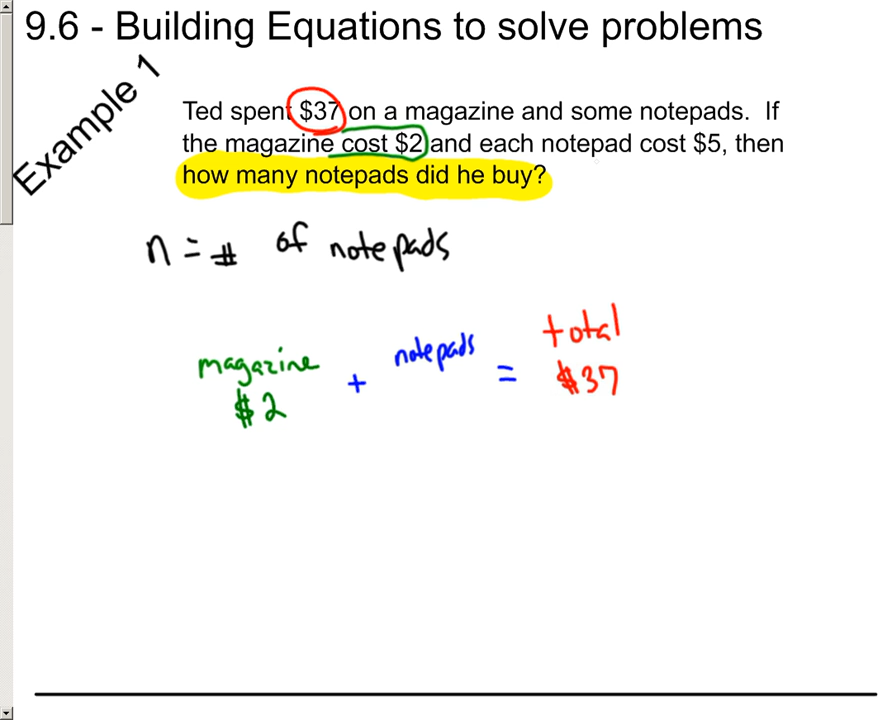 9.6 - Building Equations to solve problems
Example 1
Ted spent $37 on a magazine and some notepads. If
the magazine cost $2 and each notepad cost $5, then
how many notepads did he buy?
n = # of notepads
magazine + notepads = total
$2 $37